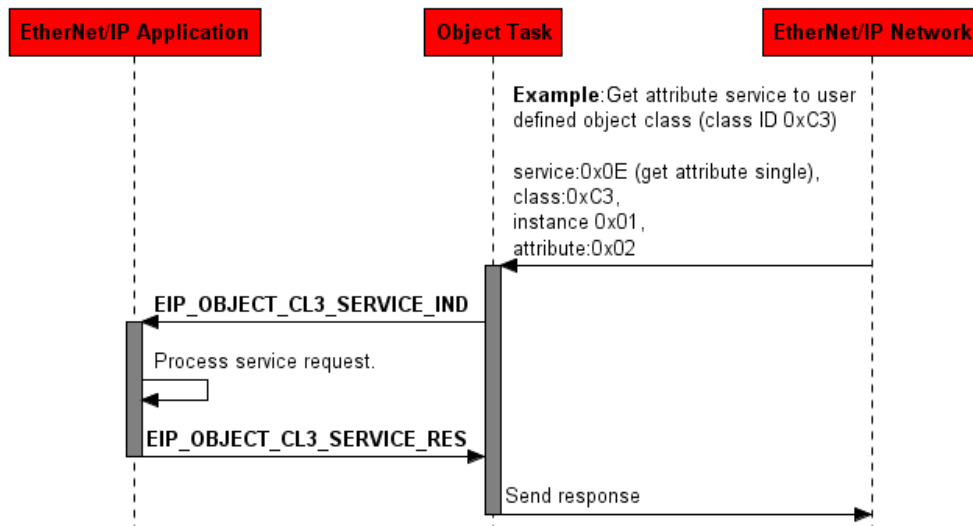 EtherNet/IP Application
Object Task
EtherNet/IP Network
Example:Get attribute service to user
defined object class (class ID 0xC3)
service:0x0E (get attribute single),
class:0xC3,
instance 0x01,
attribute:0x02
EIP_OBJECT_CL3_SERVICE_IND
Process service request.
EIP_OBJECT_CL3_SERVICE_RES
Send response